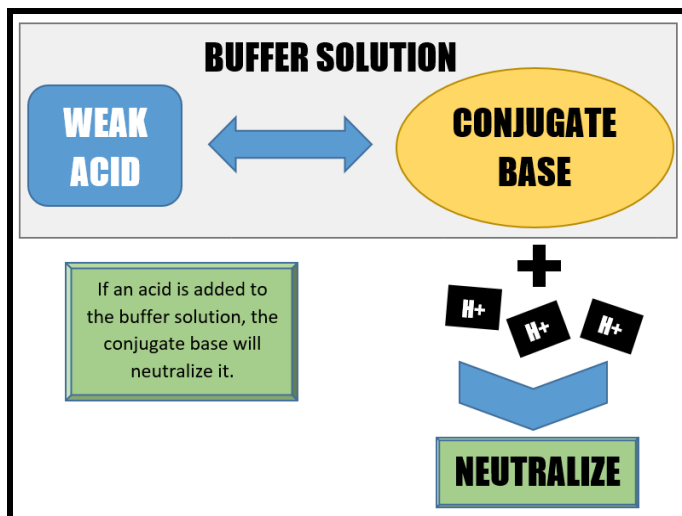 BUFFER SOLUTION
WEAK
ACID
CONJUGATE
BASE
If an acid is added to
the buffer solution, the
conjugate base will
neutralize it.
H+
H+
H+
NEUTRALIZE